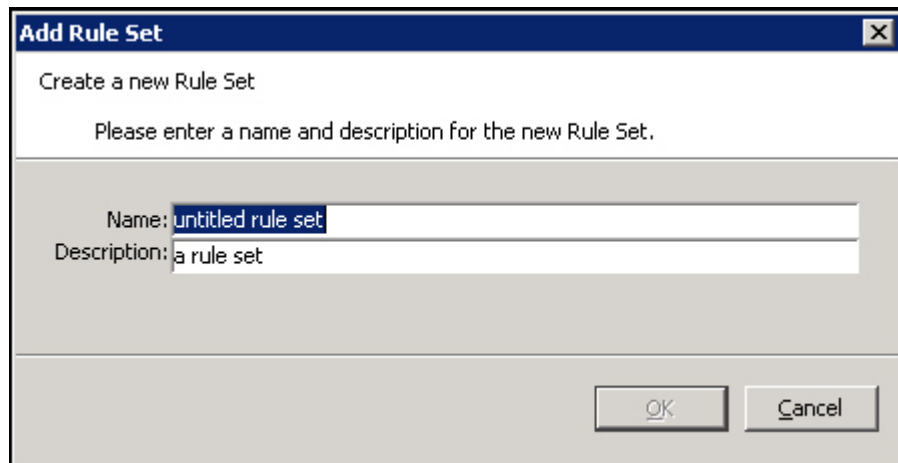 Add Rule Set
Create a new Rule Set
Please enter a name and description for the new Rule Set.
Name: untitled rule set
Description: a rule set
OK Cancel